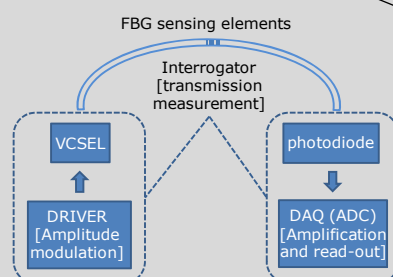 FBG sensing elements
Interrogator
[transmission
measurement]
VCSEL
photodiode
DRIVER
[Amplitude
modulation]
DAQ (ADC)
[Amplification
and read-out]